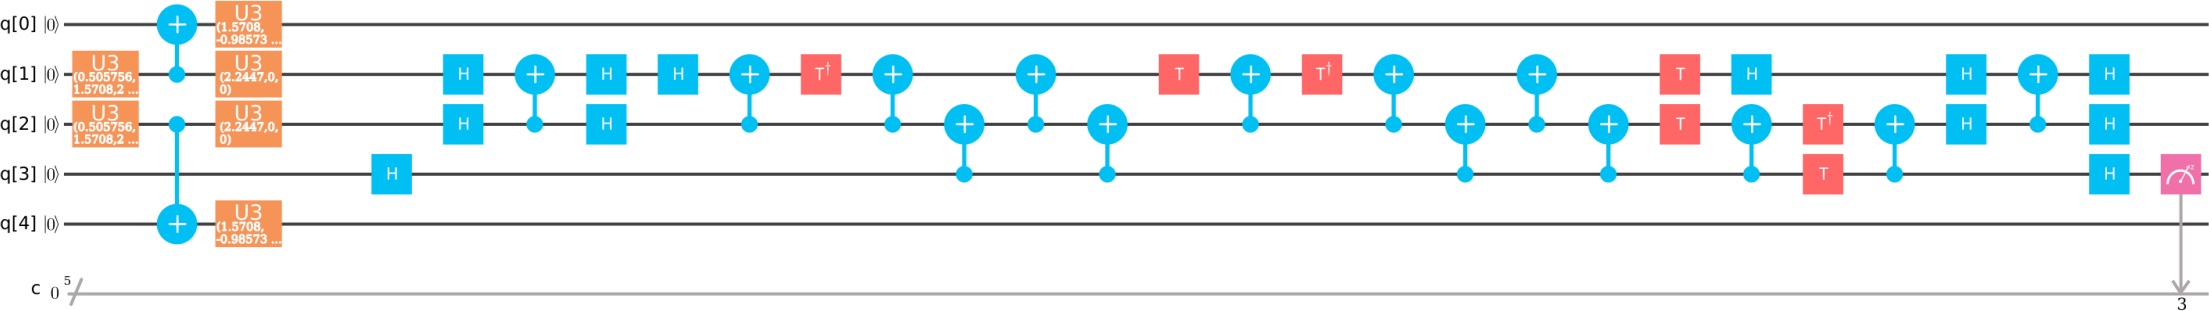 q[0] |0⟩ + U3 (1.5708, -0.98573 ...
q[1] |0⟩ U3 (0.505756, 1.5708,2 ... U3 (2.2447,0, 0) H + H H + T† + + T + T† + + T H H + H
q[2] |0⟩ U3 (0.505756, 1.5708,2 ... U3 (2.2447,0, 0) H H + + + + T + T† + H H
q[3] |0⟩ H T H z
q[4] |0⟩ + U3 (1.5708, -0.98573 ...
c 0 5
3